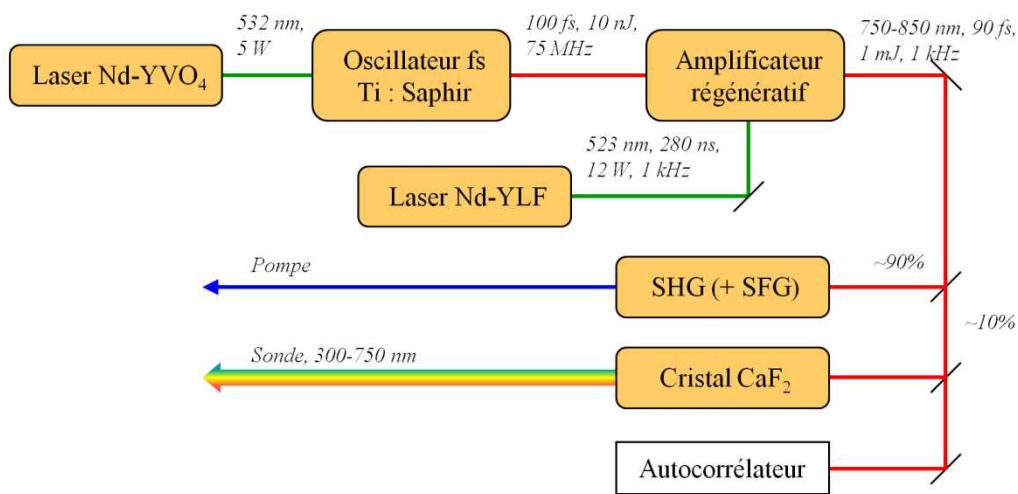 532 nm,
5 W
100 fs, 10 nJ,
75 MHz
750-850 nm, 90 fs,
1 mJ, 1 kHz
Laser Nd-YVO4
Oscillateur fs
Ti : Saphir
Amplificateur
régénératif
523 nm, 280 ns,
12 W, 1 kHz
Laser Nd-YLF
Pompe
SHG (+ SFG)
~90%
~10%
Sonde, 300-750 nm
Cristal CaF2
Autocorrélateur